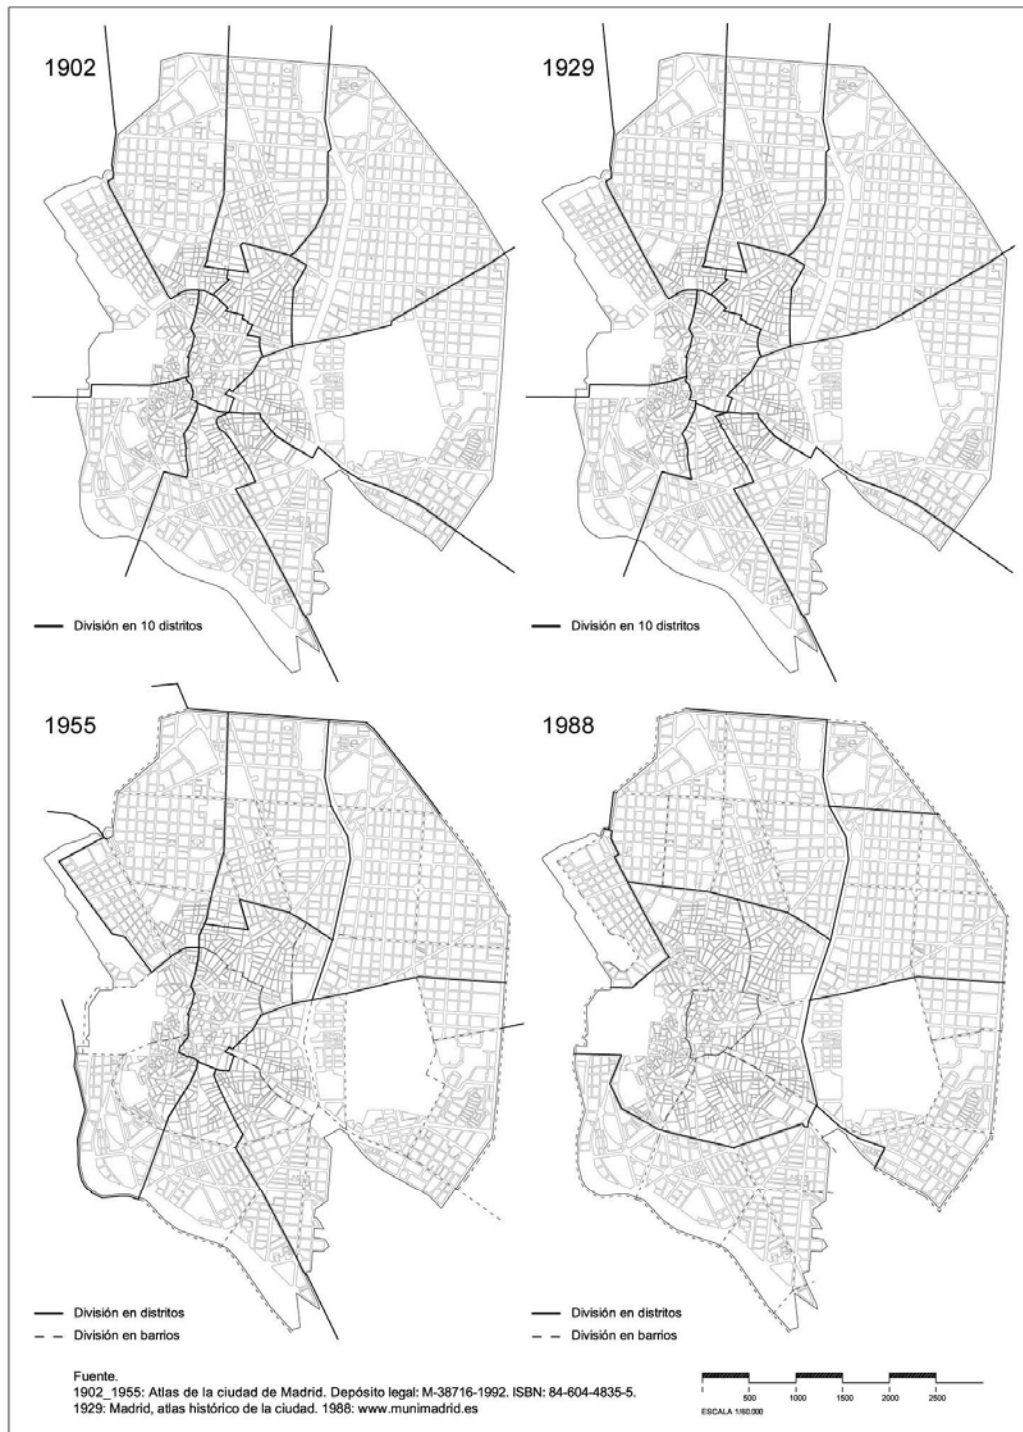 1902
1929
División en 10 distritos
División en 10 distritos
1955
1988
División en distritos
División en barrios
División en distritos
División en barrios
Fuente.
1902_1955: Atlas de la ciudad de Madrid. Depósito legal: M-38716-1992. ISBN: 84-604-4835-5.
1929: Madrid, atlas histórico de la ciudad. 1988: www.munimadrid.es
500 1000 1500 2000 2500
ESCALA 1/60.000